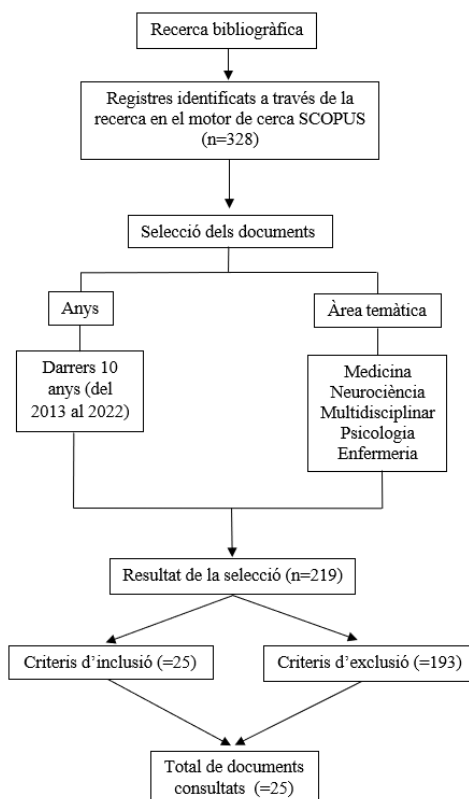 Recerca bibliogràfica
Registres identificats a través de la
recerca en el motor de cerca SCOPUS
(n=328)
Selecció dels documents
Anys
Àrea temàtica
Darrers 10
anys (del
2013 al 2022)
Medicina
Neurociència
Multidisciplinar
Psicologia
Enfermeria
Resultat de la selecció (n=219)
Criteris d’inclusió (=25)
Criteris d’exclusió (=193)
Total de documents
consultats (=25)